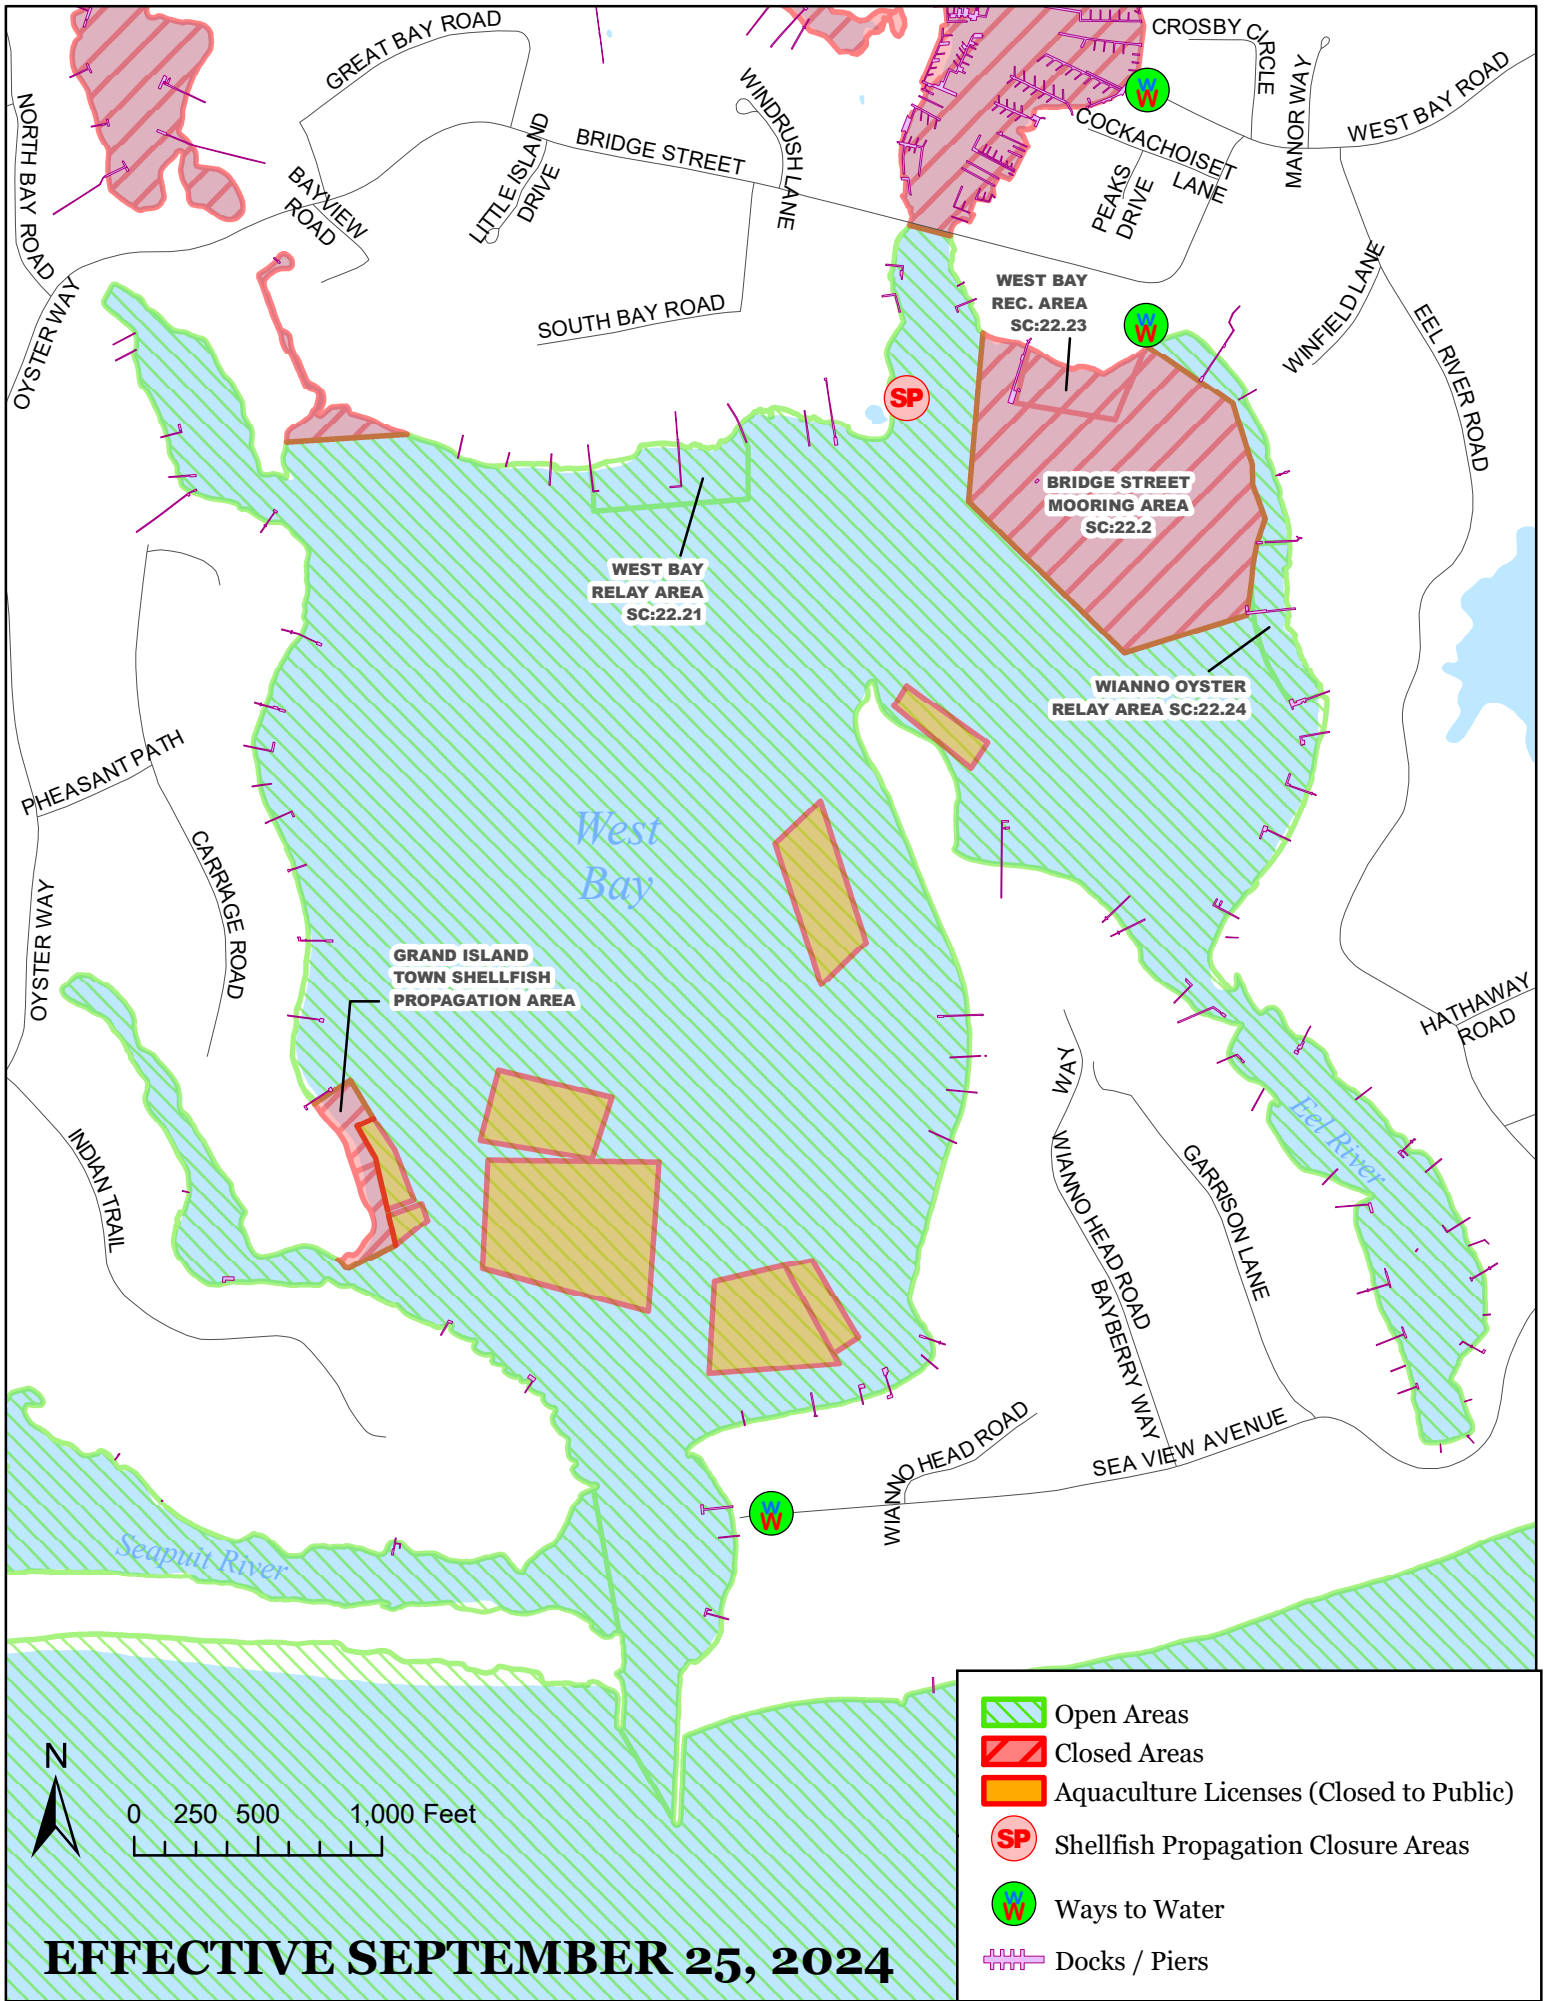 GREAT BAY ROAD
CROSBY CIRCLE
MANOR WAY
WEST BAY ROAD
W
W
NORTH BAY ROAD
WINDRUSH LANE
COCKACHOISET
LANE
BRIDGE STREET
LITTLE ISLAND
DRIVE
BAYVIEW
ROAD
PEAKS
DRIVE
OYSTER WAY
SOUTH BAY ROAD
WEST BAY
REC. AREA
SC:22.23
W
W
WINFIELD LANE
EEL RIVER ROAD
SP
BRIDGE STREET
MOORING AREA
SC:22.2
WEST BAY
RELAY AREA
SC:22.21
WIANNO OYSTER
RELAY AREA SC:22.24
PHEASANT PATH
CARRIAGE ROAD
OYSTER WAY
West
Bay
GRAND ISLAND
TOWN SHELLFISH
PROPAGATION AREA
HATHAWAY
ROAD
WAY
WIANNO HEAD ROAD
BAYBERRY WAY
GARRISON LANE
Eel River
INDIAN TRAIL
WIANNO HEAD ROAD
SEA VIEW AVENUE
W
W
Seapuit River
N
0 250 500 1,000 Feet
EFFECTIVE SEPTEMBER 25, 2024
Open Areas
Closed Areas
Aquaculture Licenses (Closed to Public)
SP Shellfish Propagation Closure Areas
W
W Ways to Water
Docks / Piers